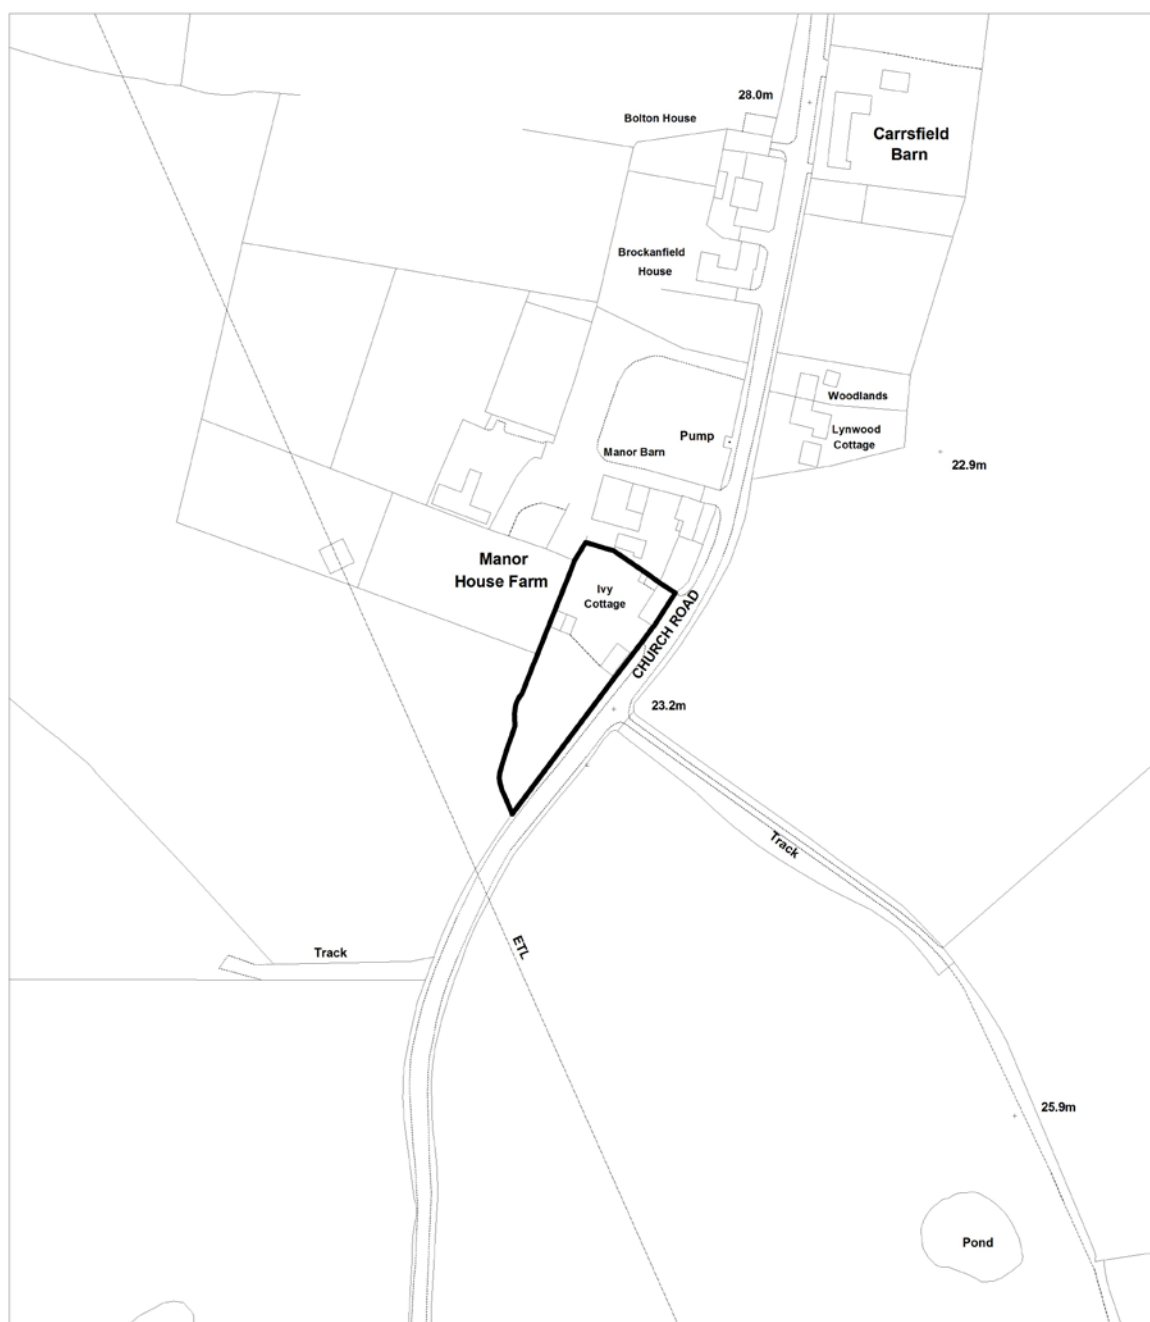 28.0m
Bolton House
Carrsfield
Barn
Brockanfield
House
Woodlands
Lynwood
Cottage
Pump
Manor Barn
22.9m
Manor
House Farm
Ivy
Cottage
CHURCH ROAD
23.2m
Track
ETL
Track
25.9m
Pond